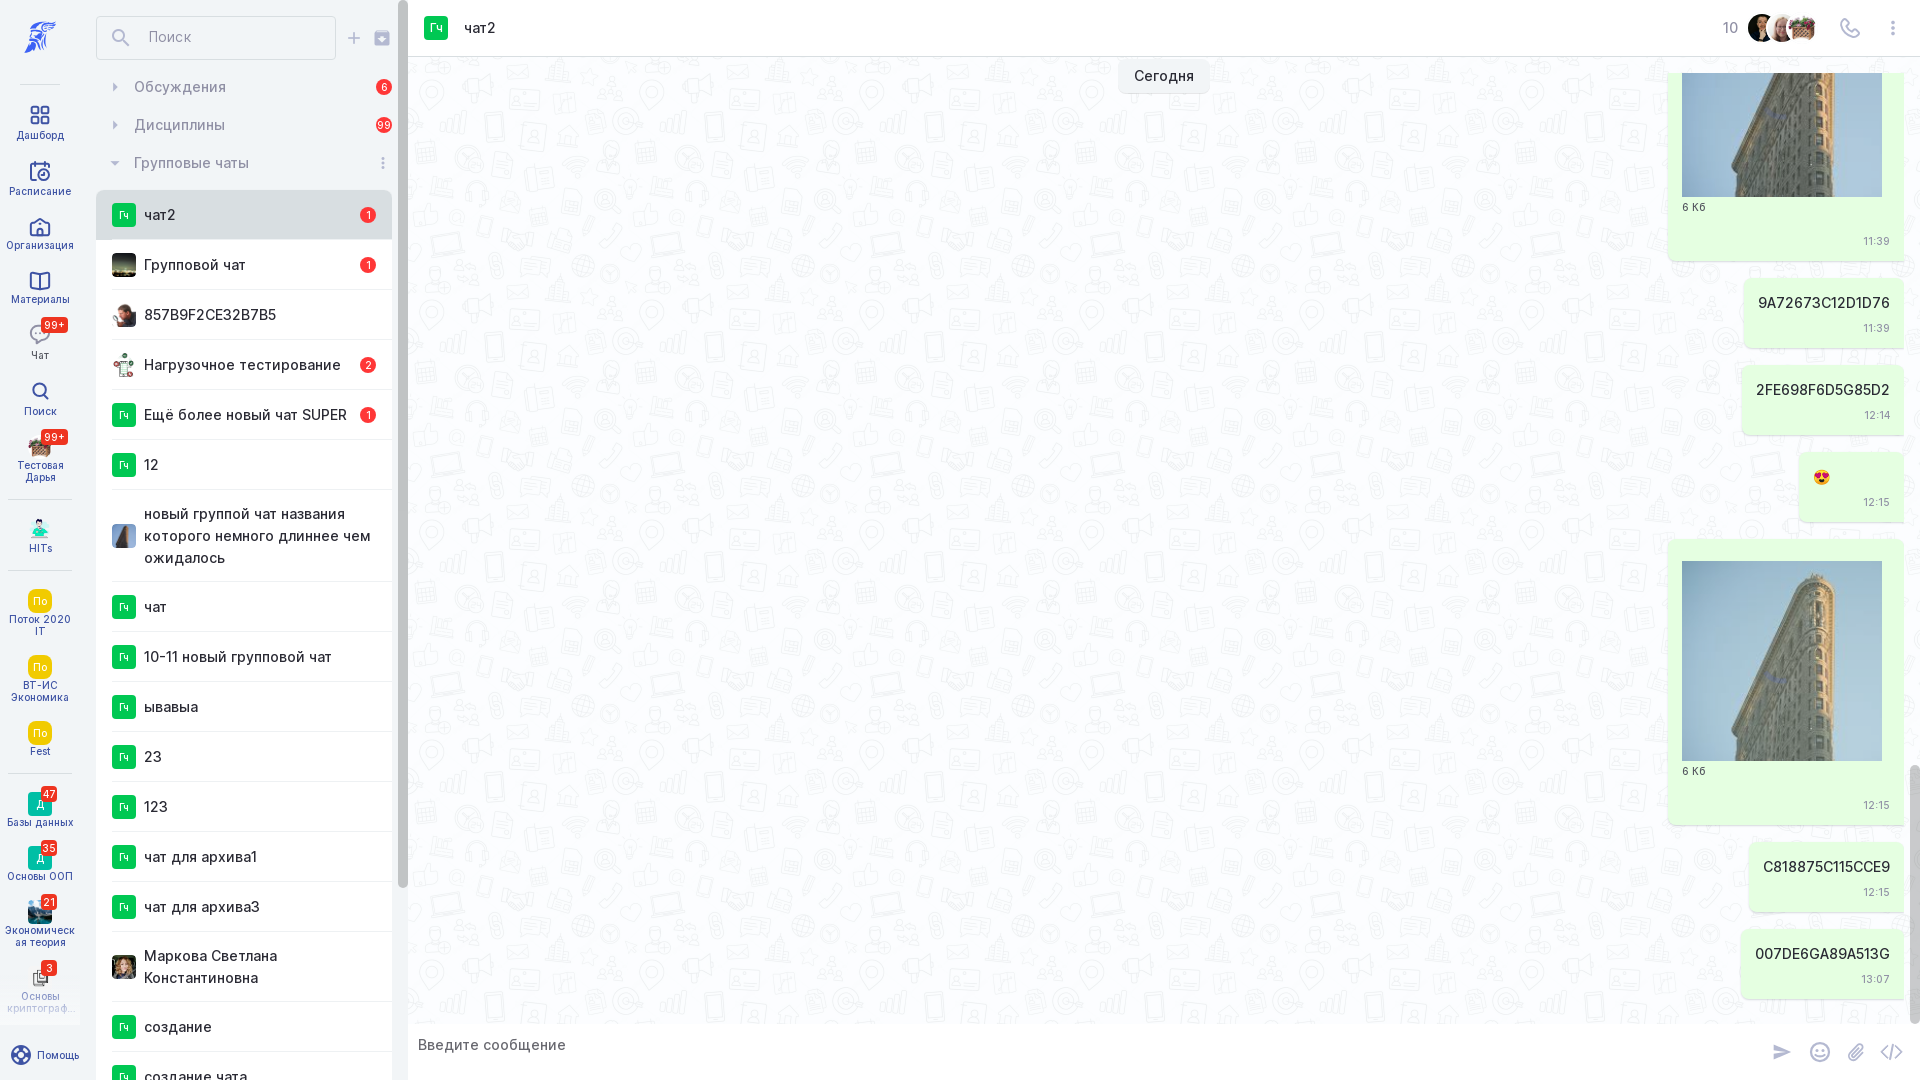 Дашборд
Расписание
Организация
Материалы
99+
Чат
Поиск
99+
Тестовая
Дарья
HITs
По
Поток 2020
IT
По
ВТ-ИС
Экономика
По
Fest
47
Д
Базы данных
35
Д
Основы ООП
21
Экономическ
ая теория
3
Основы
криптограф...
Помощь
Поиск
Обсуждения 6
Дисциплины 99
Групповые чаты
Гч чат2 1
Групповой чат 1
857B9F2CE32B7B5
Нагрузочное тестирование 2
Гч Ещё более новый чат SUPER 1
Гч 12
новый группой чат названия
которого немного длиннее чем
ожидалось
Гч чат
Гч 10-11 новый групповой чат
Гч ывавыа
Гч 23
Гч 123
Гч чат для архива1
Гч чат для архива3
Маркова Светлана
Константиновна
Гч создание
Гч создание чата
Гч чат2 10
Сегодня
6 Кб
11:39
9A72673C12D1D76
11:39
2FE698F6D5G85D2
12:14
😍
12:15
6 Кб
12:15
C818875C115CCE9
12:15
007DE6GA89A513G
13:07
Введите сообщение